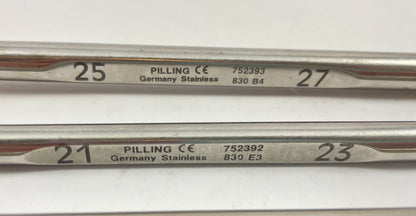 25 PILLING CE 752393 27
Germany Stainless 830 B4
21 PILLING CE 752392 23
Germany Stainless 830 E3